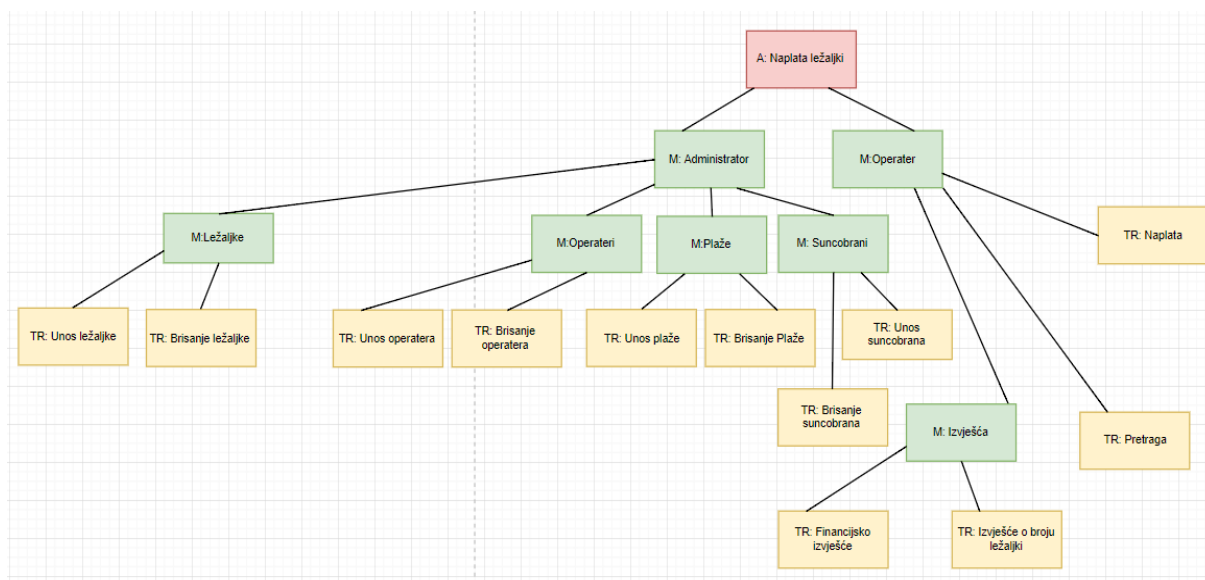 A: Naplata ležaljki
M: Administrator
M:Operater
M:Ležaljke
M:Operateri
M:Plaže
M: Suncobrani
TR: Naplata
TR: Unos ležaljke
TR: Brisanje ležaljke
TR: Unos operatera
TR: Brisanje
operatera
TR: Unos plaže
TR: Brisanje Plaže
TR: Unos
suncobrana
TR: Brisanje
suncobrana
M: Izvješća
TR: Pretraga
TR: Financijsko
izvješće
TR: Izvješće o broju
ležaljki